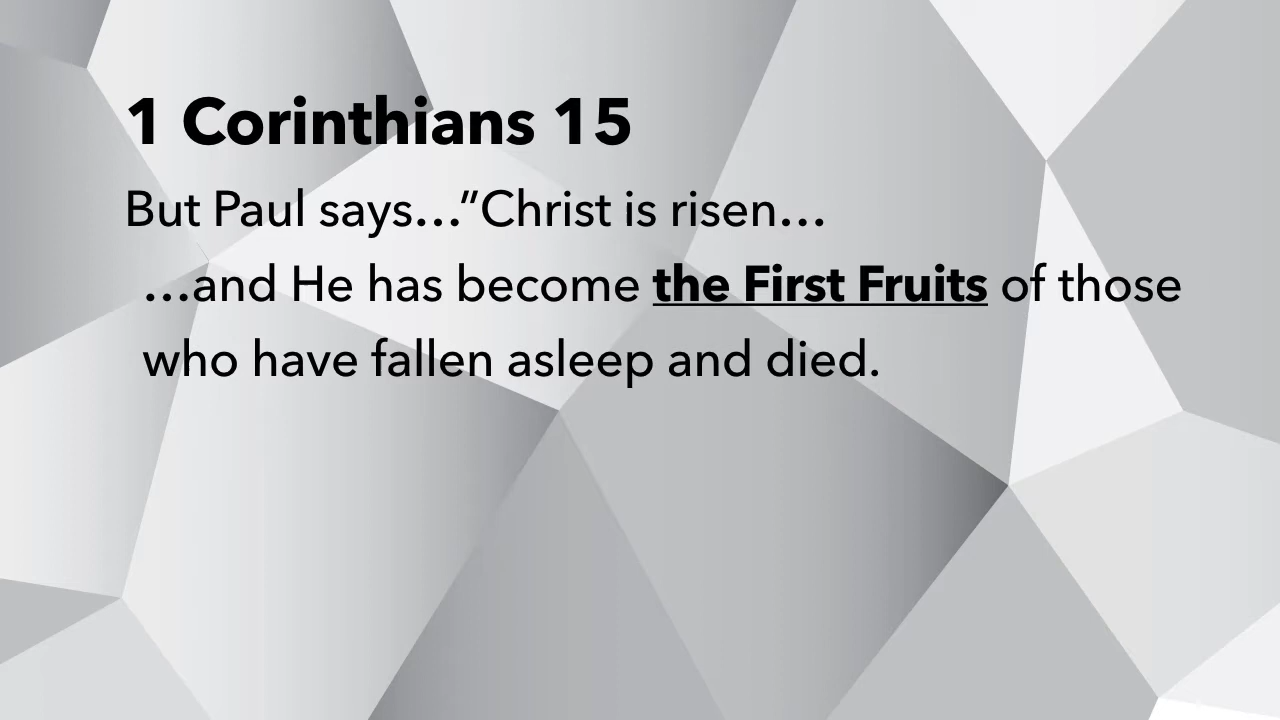 1 Corinthians 15
But Paul says…”Christ is risen…
…and He has become the First Fruits of those
who have fallen asleep and died.